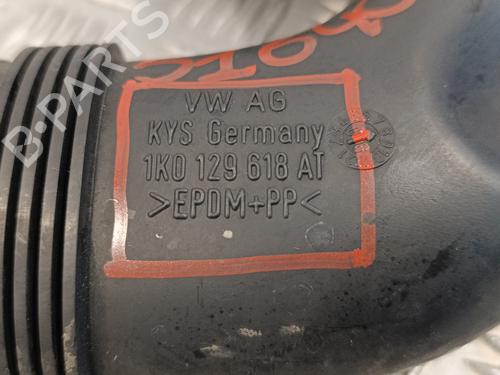 VW AG
KYS Germany
1K0 129 618 AT
>EPDM+PP<
B-PARTS